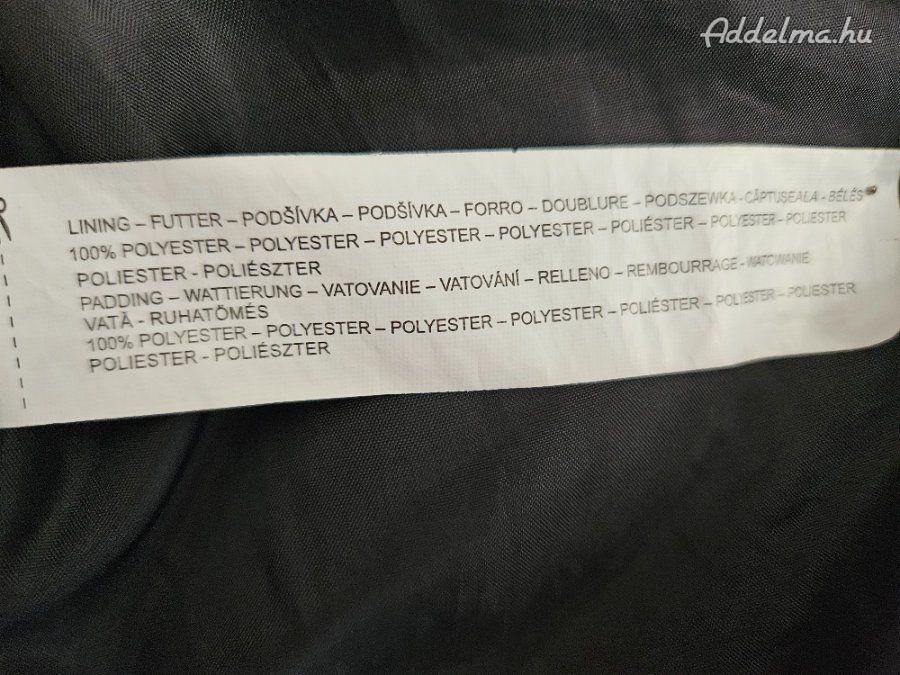 Addelma.hu
LINING – FUTTER – PODŠÍVKA – PODŠÍVKA – FORRO – DOUBLURE – PODSZEWKA - CĂPTUȘEALA - BÉLÉS
100% POLYESTER – POLYESTER – POLYESTER – POLYESTER – POLIÉSTER – POLYESTER – POLIESTER
POLIESTER - POLIÉSZTER
PADDING – WATTIERUNG – VATOVANIE – VATOVÁNÍ – RELLENO – REMBOURRAGE - WATOWANIE
VATĂ - RUHATÖMÉS
100% POLYESTER – POLYESTER – POLYESTER – POLYESTER – POLIÉSTER – POLYESTER – POLIESTER
POLIESTER - POLIÉSZTER